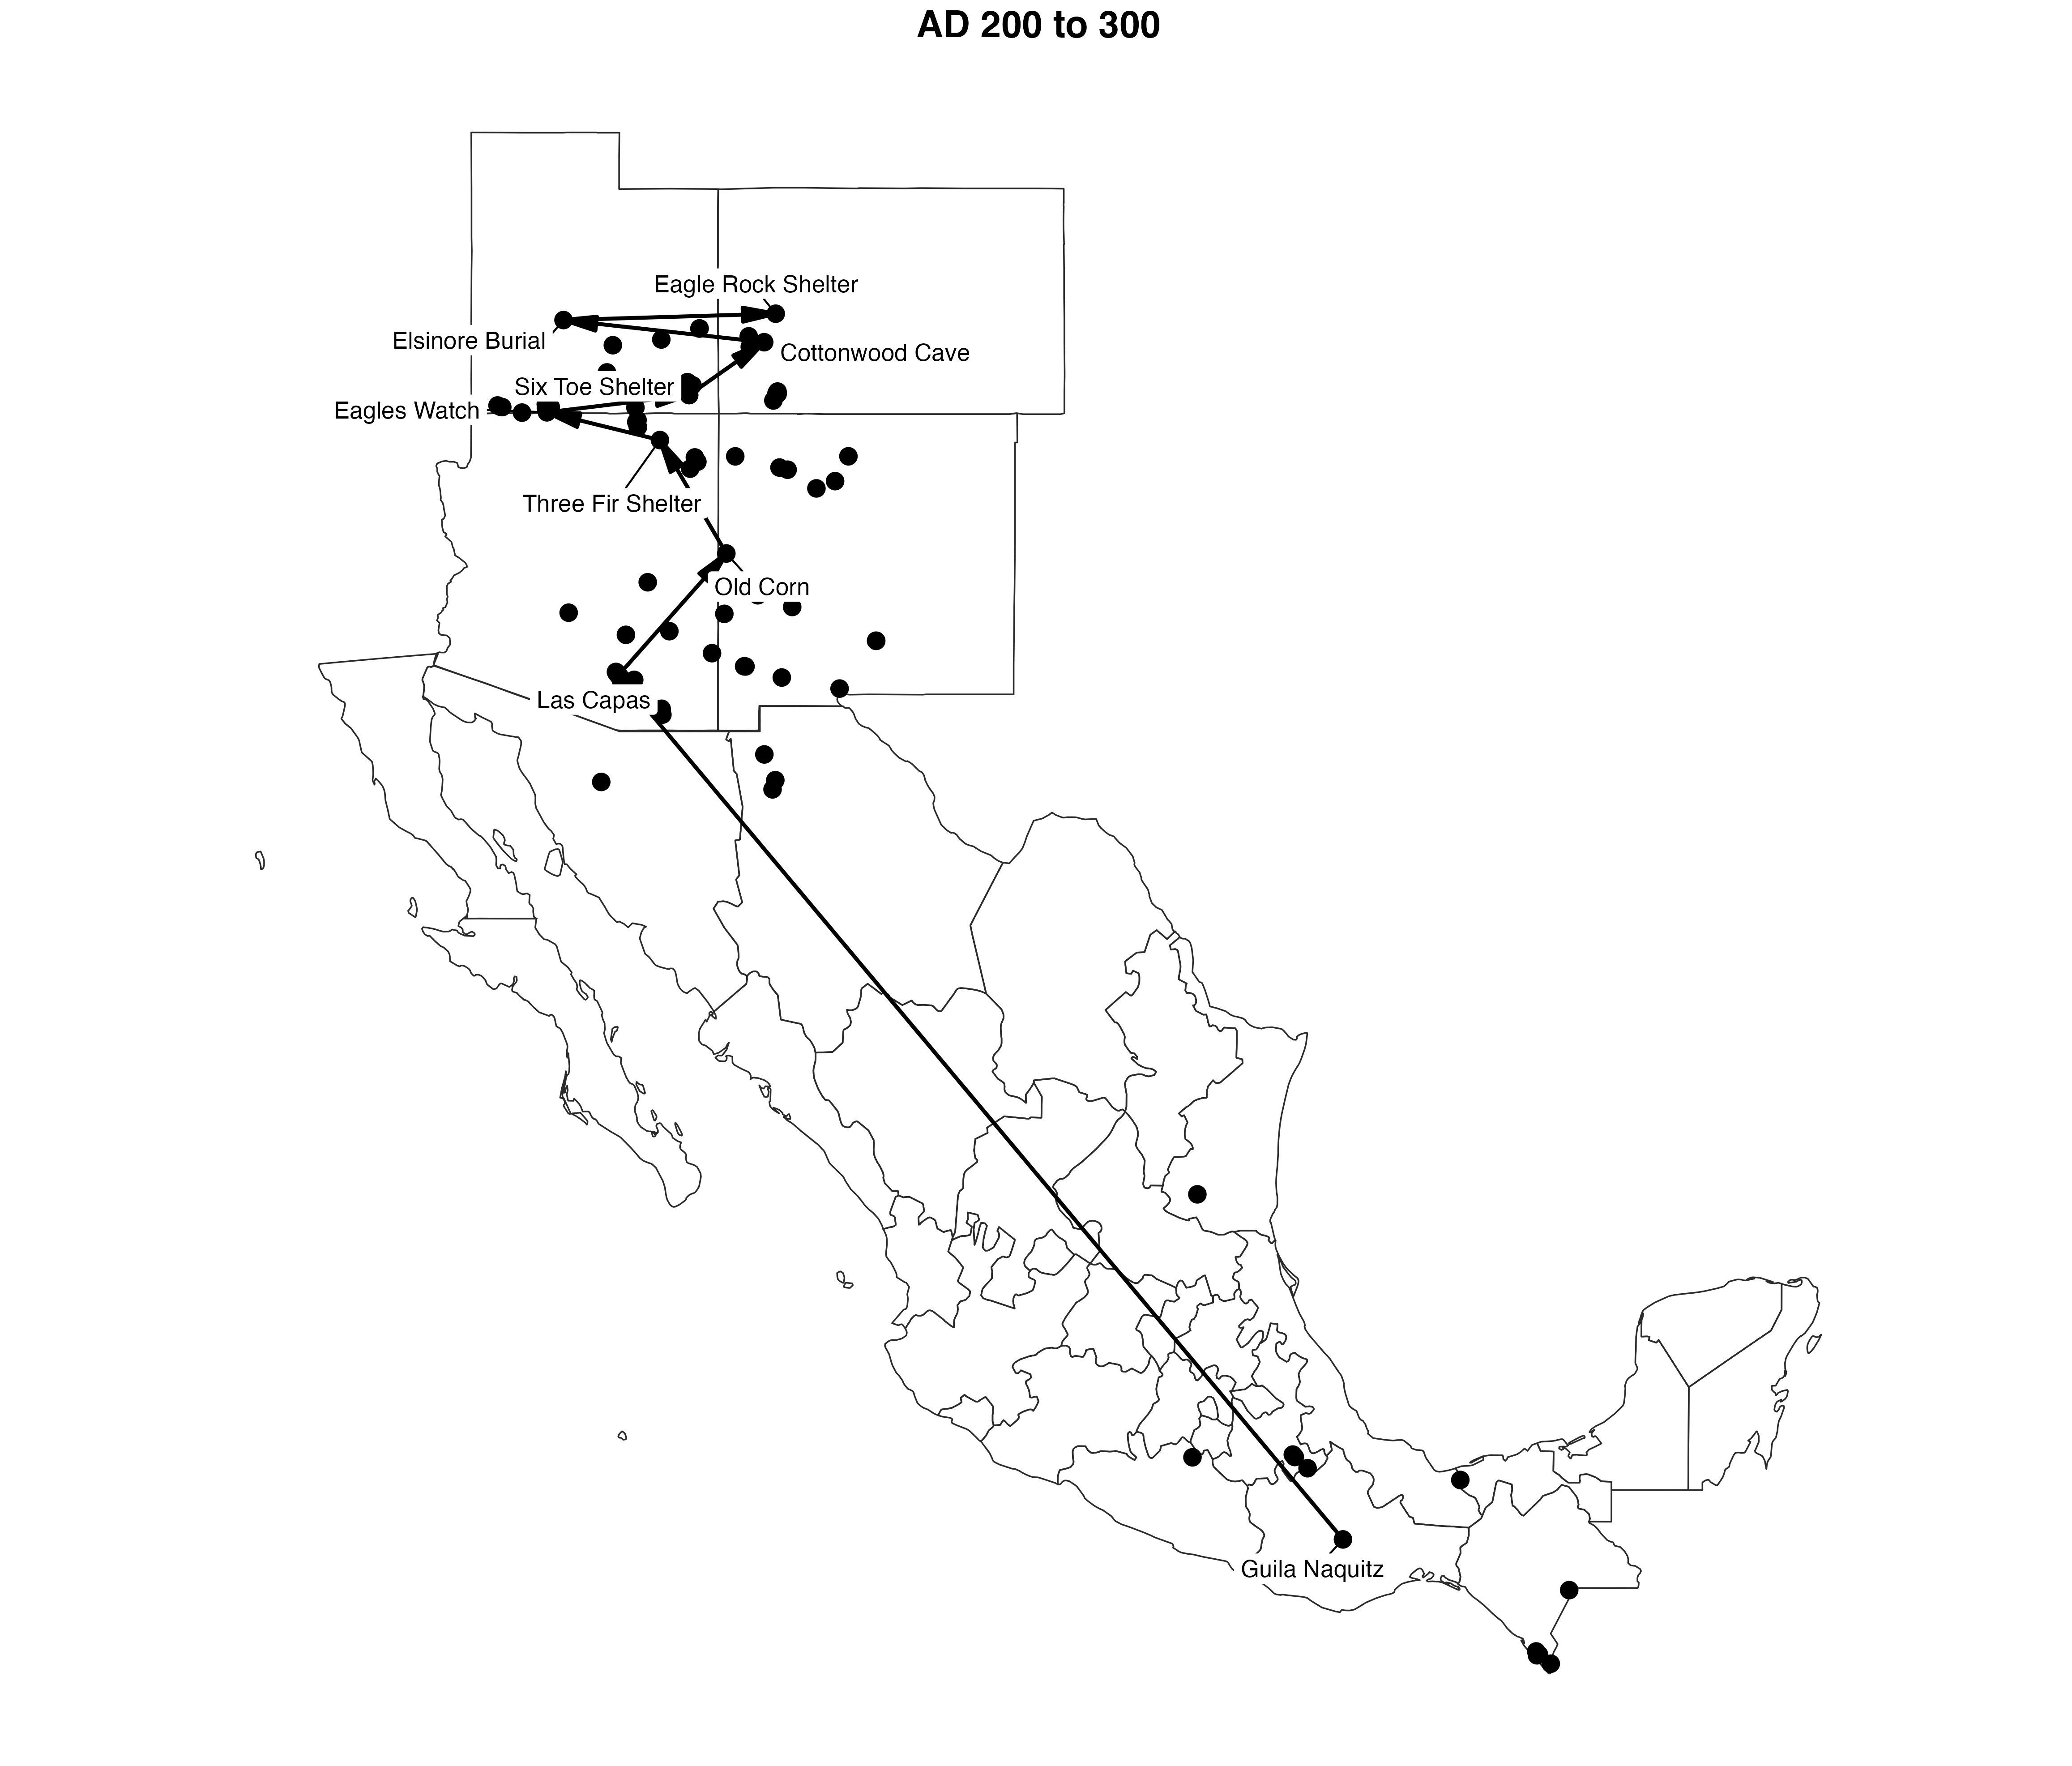 AD 200 to 300
Eagle Rock Shelter
Elsinore Burial
Cottonwood Cave
Six Toe Shelter
Eagles Watch
Three Fir Shelter
Old Corn
Las Capas
Guila Naquitz